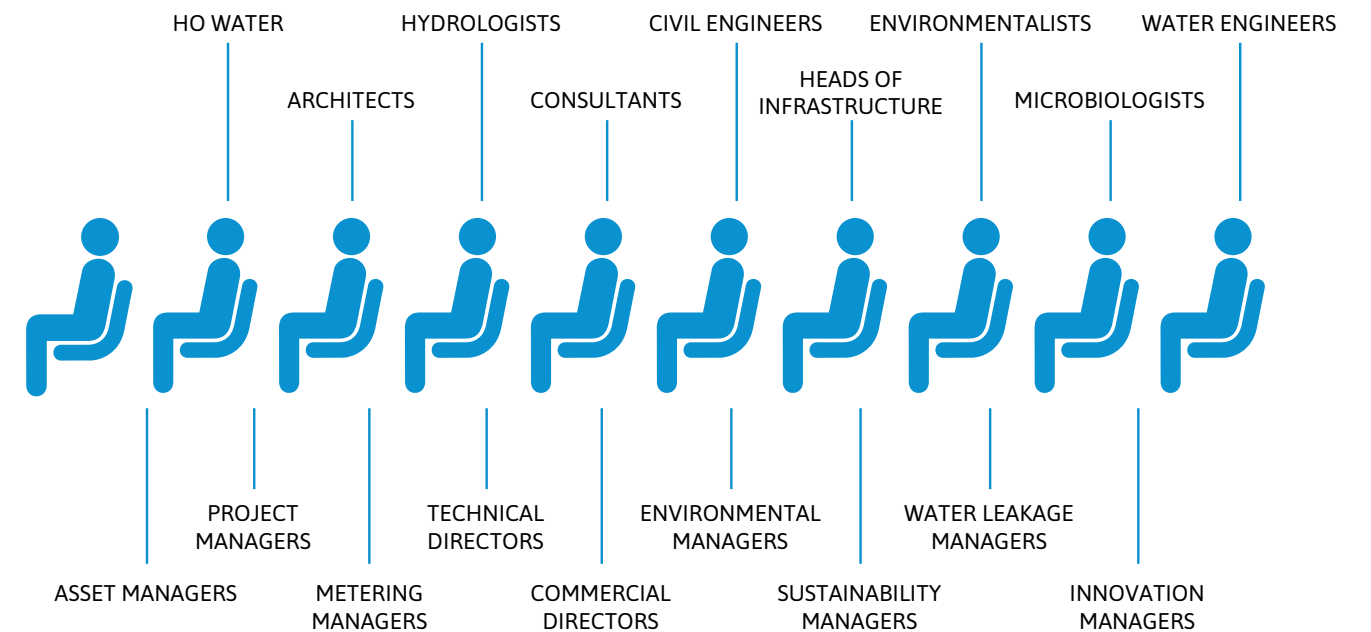 HO WATER
HYDROLOGISTS
CIVIL ENGINEERS
ENVIRONMENTALISTS
WATER ENGINEERS
ARCHITECTS
CONSULTANTS
HEADS OF
INFRASTRUCTURE
MICROBIOLOGISTS
PROJECT
MANAGERS
TECHNICAL
DIRECTORS
ENVIRONMENTAL
MANAGERS
WATER LEAKAGE
MANAGERS
ASSET MANAGERS
METERING
MANAGERS
COMMERCIAL
DIRECTORS
SUSTAINABILITY
MANAGERS
INNOVATION
MANAGERS